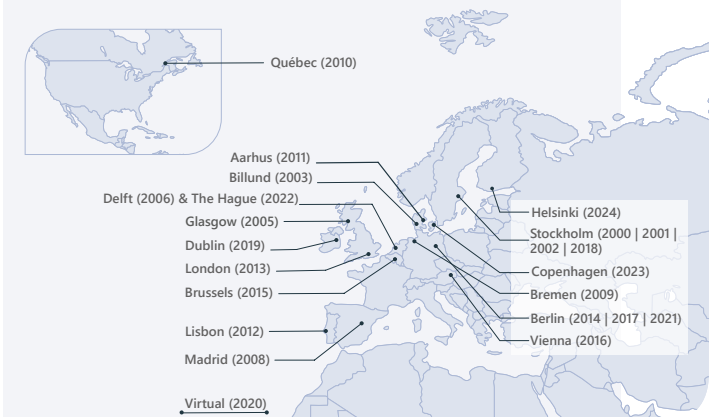 Québec (2010)
Aarhus (2011)
Billund (2003)
Delft (2006) & The Hague (2022)
Glasgow (2005)
Dublin (2019)
London (2013)
Brussels (2015)
Lisbon (2012)
Madrid (2008)
Virtual (2020)
Helsinki (2024)
Stockholm (2000 | 2001 |
2002 | 2018)
Copenhagen (2023)
Bremen (2009)
Berlin (2014 | 2017 | 2021)
Vienna (2016)